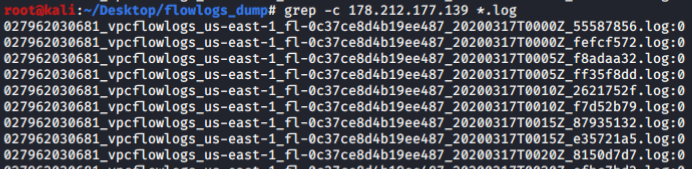 root@kali:~/Desktop/flowlogs_dump# grep -c 178.212.177.139 *.log
027962030681_vpcflowlogs_us-east-1_fl-0c37ce8d4b19ee487_20200317T0000Z_55587856.log:0
027962030681_vpcflowlogs_us-east-1_fl-0c37ce8d4b19ee487_20200317T0000Z_fefcf572.log:0
027962030681_vpcflowlogs_us-east-1_fl-0c37ce8d4b19ee487_20200317T0005Z_f8adaa32.log:0
027962030681_vpcflowlogs_us-east-1_fl-0c37ce8d4b19ee487_20200317T0005Z_ff35f8dd.log:0
027962030681_vpcflowlogs_us-east-1_fl-0c37ce8d4b19ee487_20200317T0010Z_2621752f.log:0
027962030681_vpcflowlogs_us-east-1_fl-0c37ce8d4b19ee487_20200317T0010Z_f7d52b79.log:0
027962030681_vpcflowlogs_us-east-1_fl-0c37ce8d4b19ee487_20200317T0015Z_87935132.log:0
027962030681_vpcflowlogs_us-east-1_fl-0c37ce8d4b19ee487_20200317T0015Z_e35721a5.log:0
027962030681_vpcflowlogs_us-east-1_fl-0c37ce8d4b19ee487_20200317T0020Z_8150d7d7.log:0